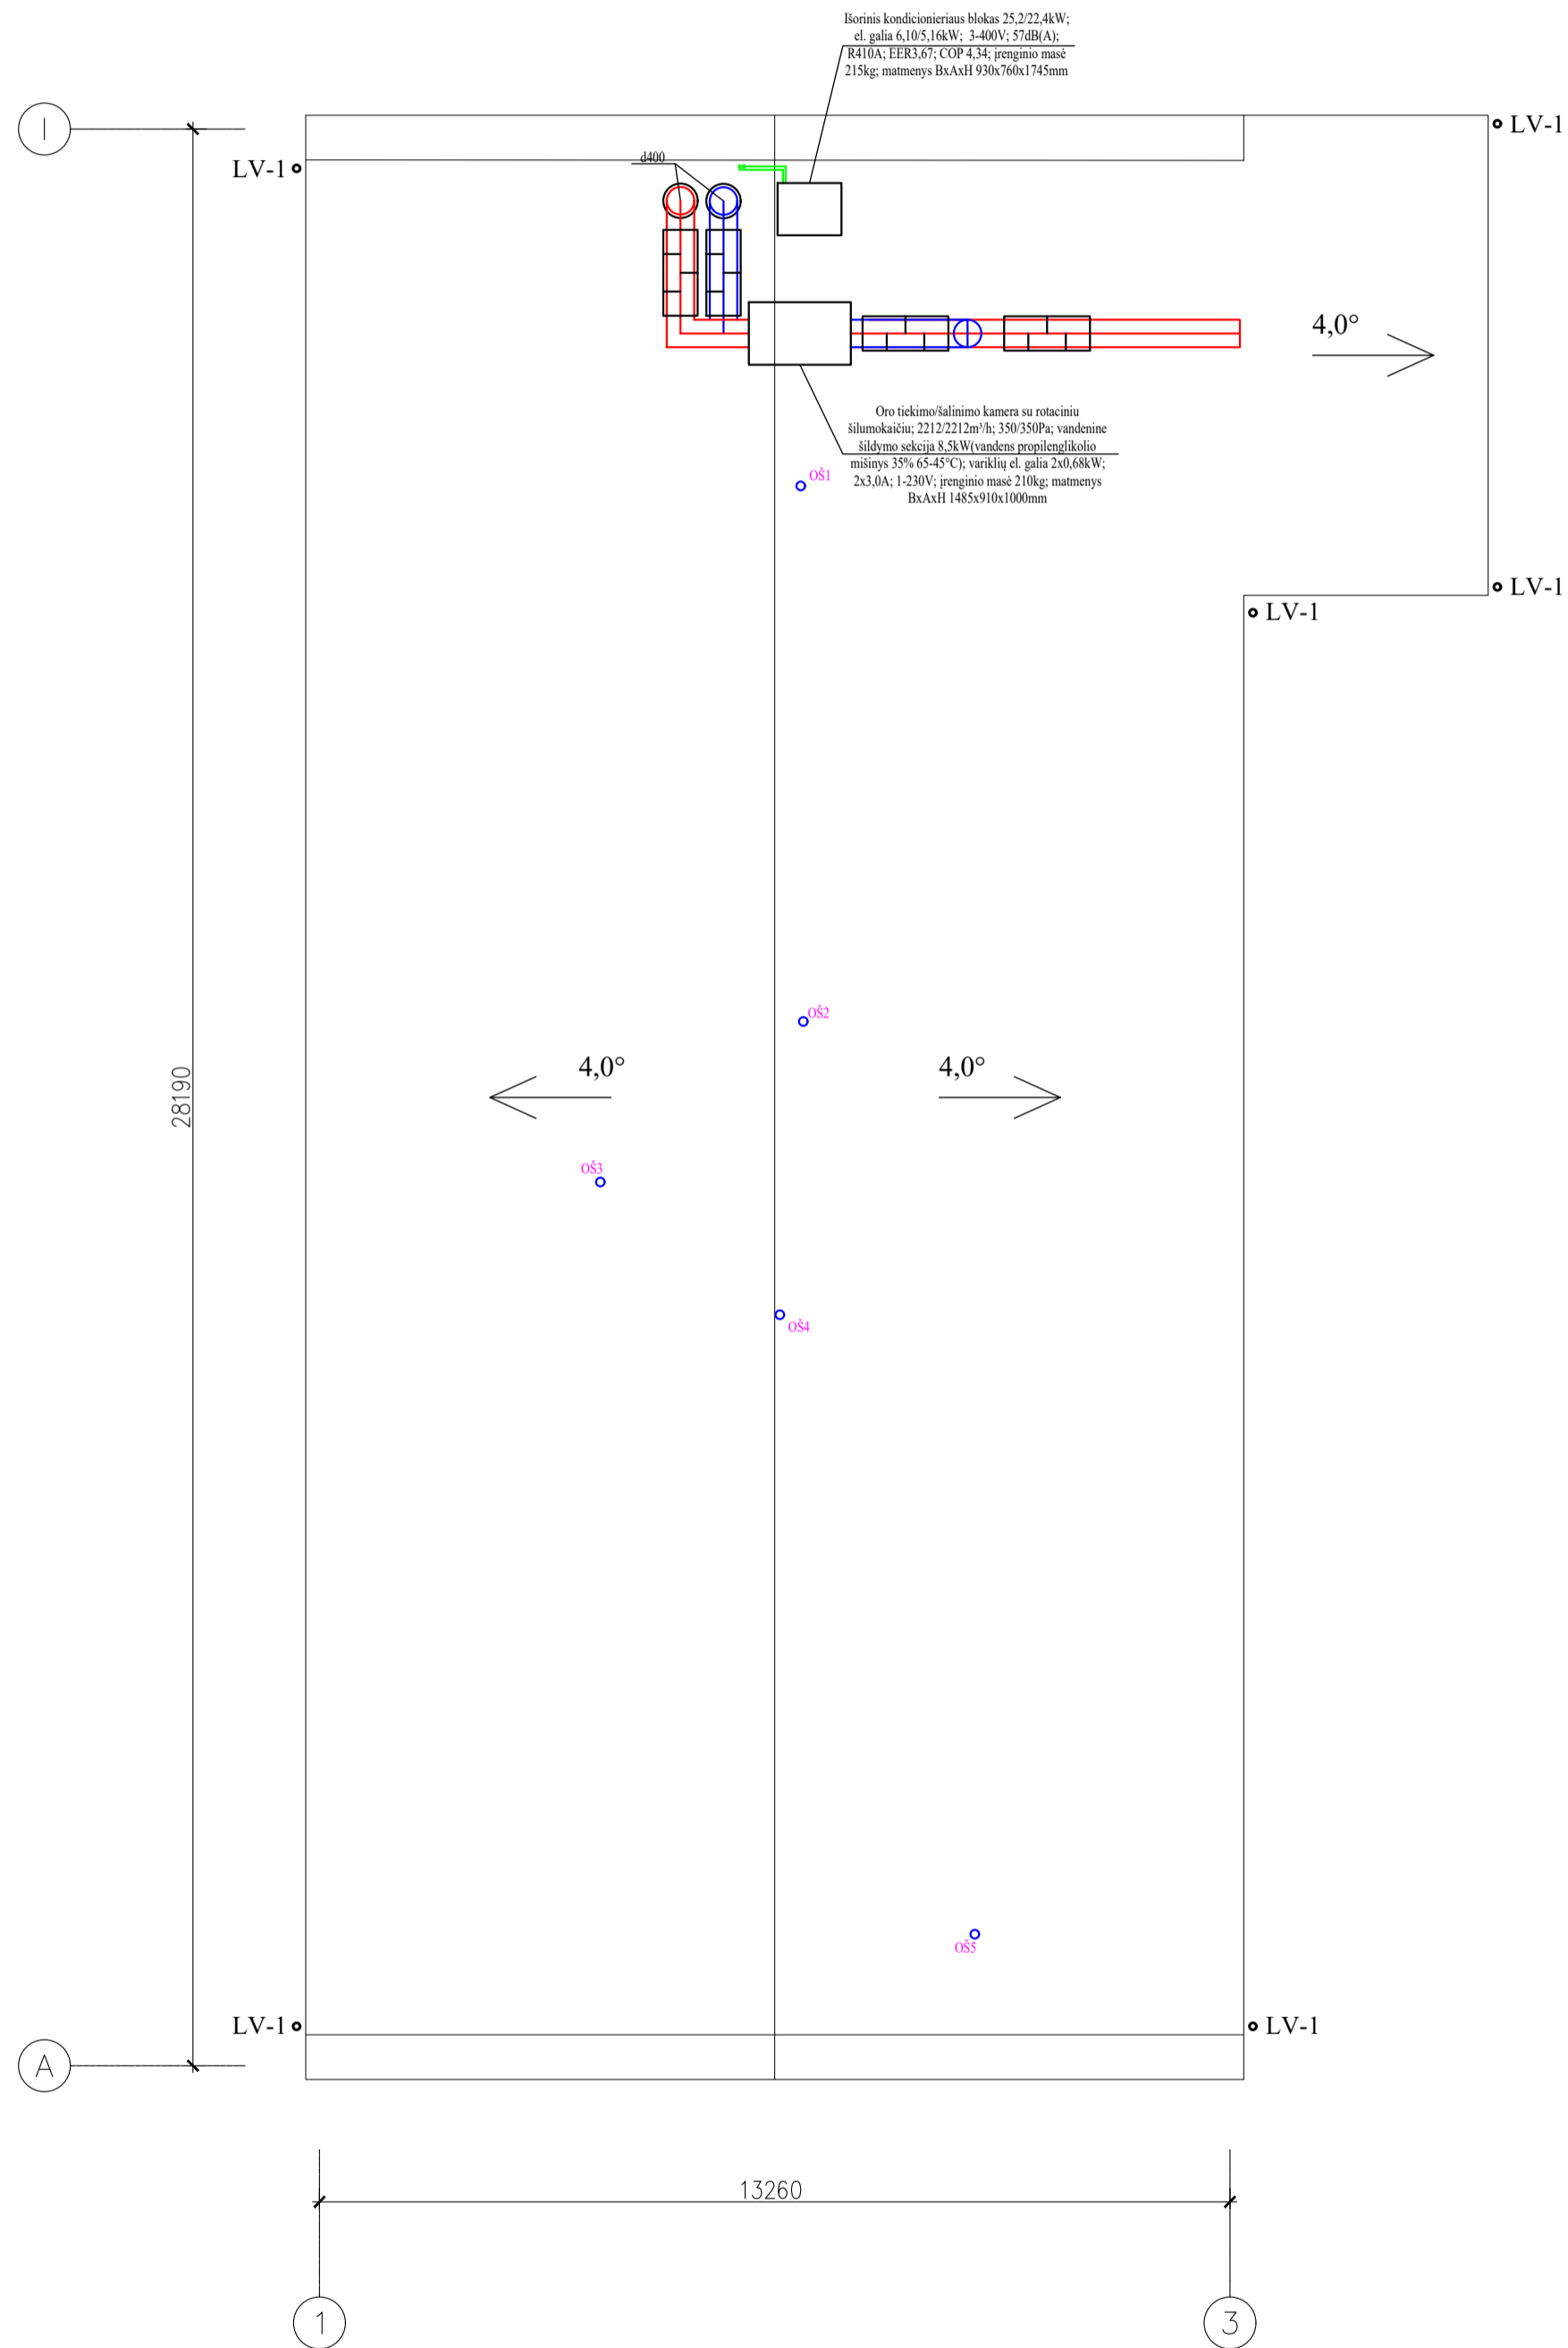 Išorinis kondicionieriaus blokas 25,2/22,4kW;
el. galia 6,10/5,16kW; 3-400V; 57dB(A);
R410A; EER3,67; COP 4,34; įrenginio masė
215kg; matmenys BxAxH 930x760x1745mm
I
LV-1
LV-1
d400
4,0°
Oro tiekimo/šalinimo kamera su rotaciniu
šilumokaičiu; 2212/2212m³/h; 350/350Pa; vandenine
šildymo sekcija 8,5kW(vandens propilenglikolio
mišinys 35% 65-45°C); variklių el. galia 2x0,68kW;
2x3,0A; 1-230V; įrenginio masė 210kg; matmenys
BxAxH 1485x910x1000mm
OŠ1
LV-1
LV-1
OŠ2
4,0°
4,0°
28190
OŠ3
OŠ4
OŠ5
LV-1
LV-1
A
13260
1
3